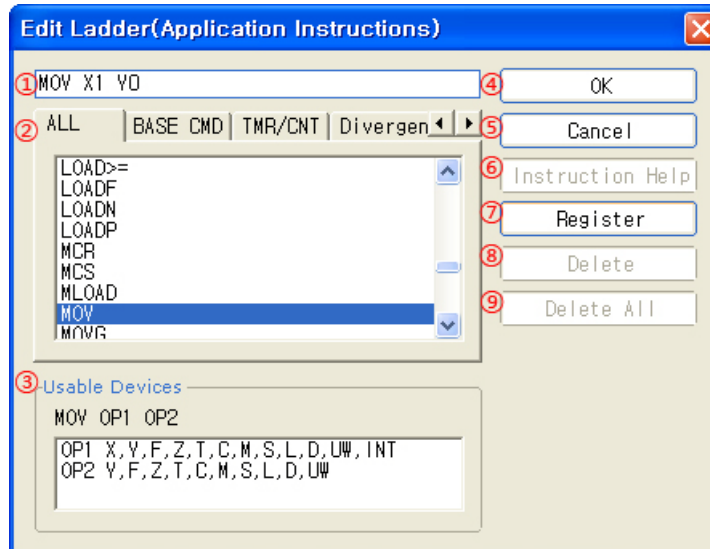 Edit Ladder(Application Instructions)
① MOV X1 Y0
② ALL BASE CMD TMR/CNT Divergen
LOAD>=
LOADF
LOADN
LOADP
MCR
MCS
MLOAD
MOV
MOVG
③ Usable Devices
MOV OP1 OP2
OP1 X,Y,F,Z,T,C,M,S,L,D,UW,INT
OP2 Y,F,Z,T,C,M,S,L,D,UW
④ OK
⑤ Cancel
⑥ Instruction Help
⑦ Register
⑧ Delete
⑨ Delete All